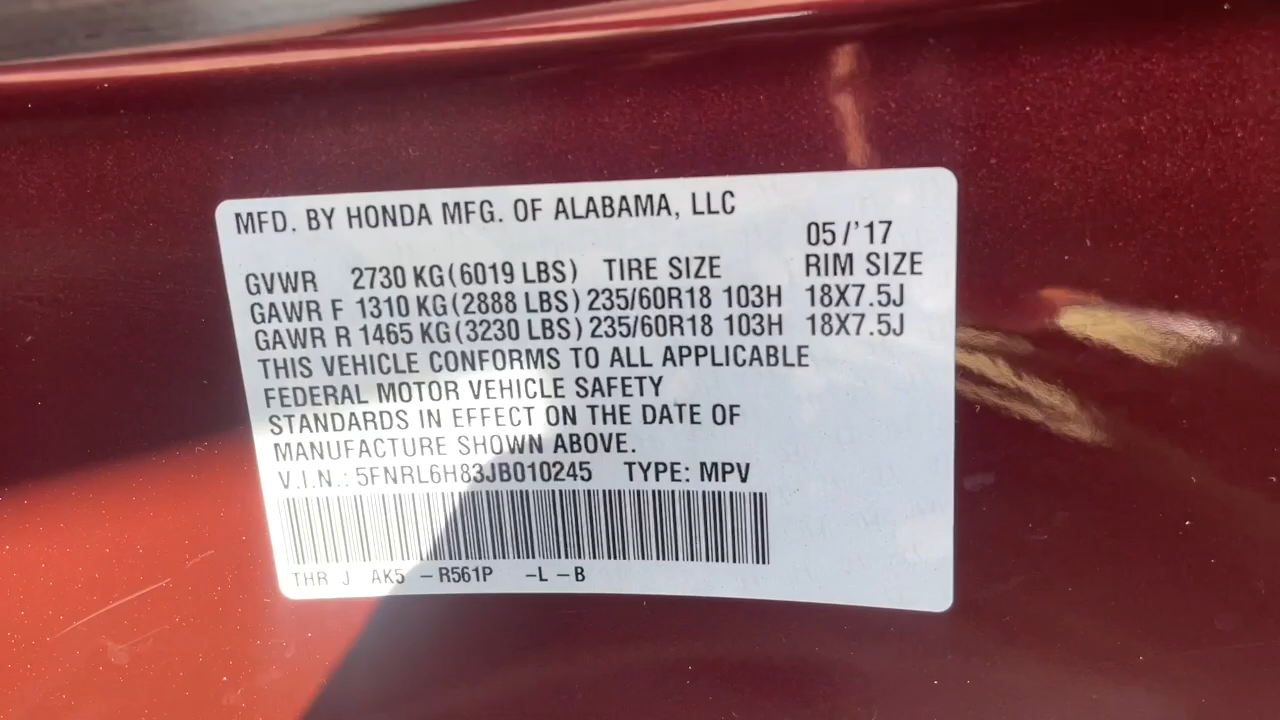 MFD. BY HONDA MFG. OF ALABAMA, LLC
05/'17
GVWR 2730 KG(6019 LBS) TIRE SIZE RIM SIZE
GAWR F 1310 KG(2888 LBS) 235/60R18 103H 18X7.5J
GAWR R 1465 KG(3230 LBS) 235/60R18 103H 18X7.5J
THIS VEHICLE CONFORMS TO ALL APPLICABLE
FEDERAL MOTOR VEHICLE SAFETY
STANDARDS IN EFFECT ON THE DATE OF
MANUFACTURE SHOWN ABOVE.
V.I.N.: 5FNRL6H83JB010245 TYPE: MPV
THR J AK5 -R561P -L -B